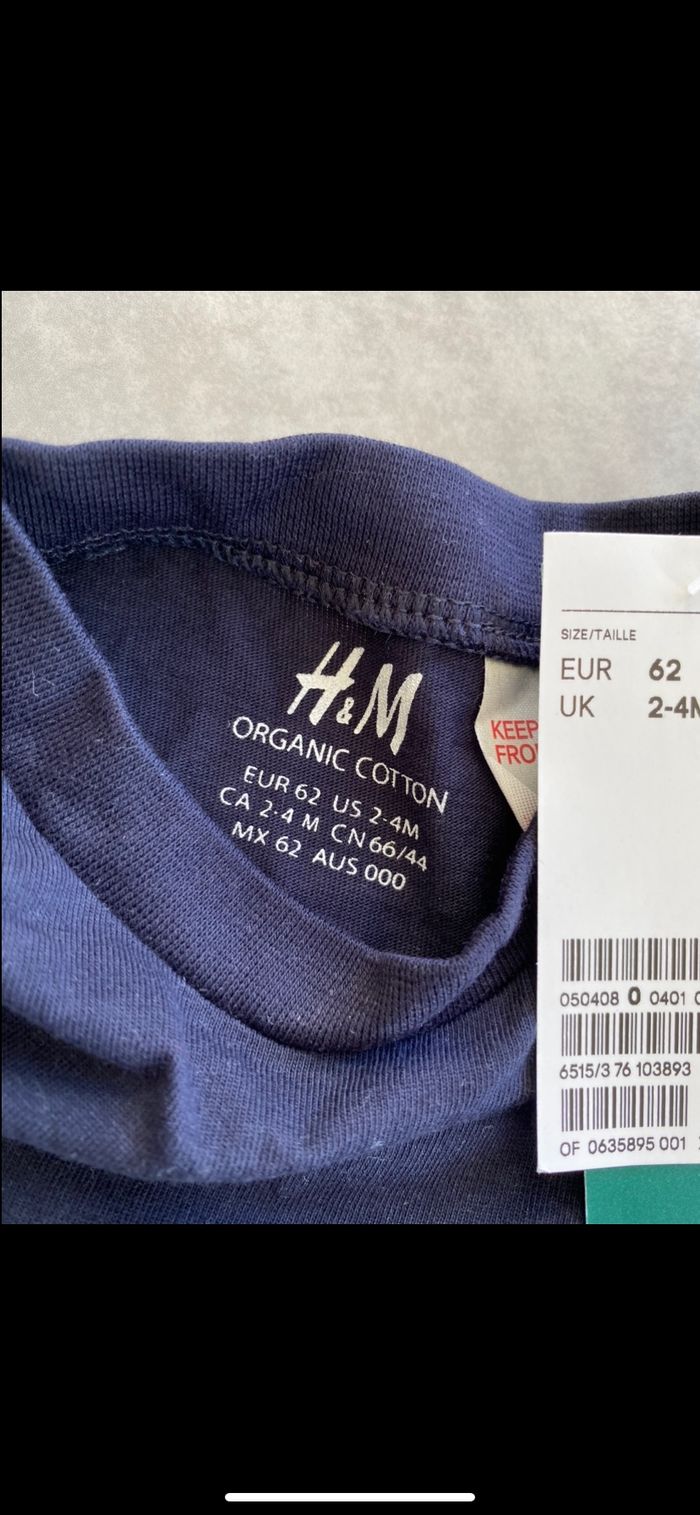 H&M
ORGANIC COTTON
EUR 62 US 2-4M
CA 2-4 M CN 66/44
MX 62 AUS 000
KEEP
SIZE/TAILLE
EUR 62
UK 2-4M
050408 0 0401
6515/3 76 103893
OF 0635895 001